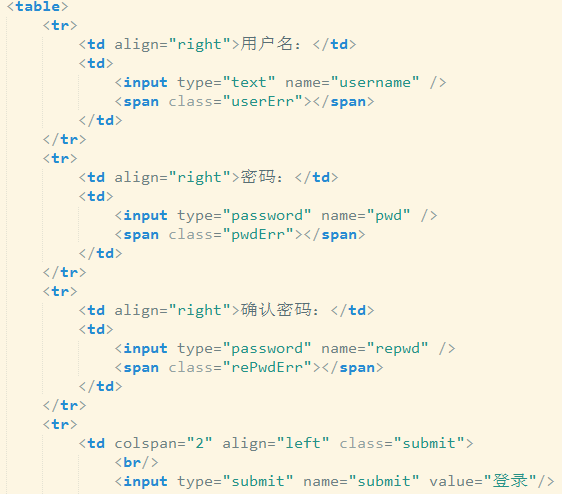 <table>
<tr>
<td align="right">用户名：</td>
<td>
<input type="text" name="username" />
<span class="userErr"></span>
</td>
</tr>
<tr>
<td align="right">密码：</td>
<td>
<input type="password" name="pwd" />
<span class="pwdErr"></span>
</td>
</tr>
<tr>
<td align="right">确认密码：</td>
<td>
<input type="password" name="repwd" />
<span class="rePwdErr"></span>
</td>
</tr>
<tr>
<td colspan="2" align="left" class="submit">
<br/>
<input type="submit" name="submit" value="登录"/>